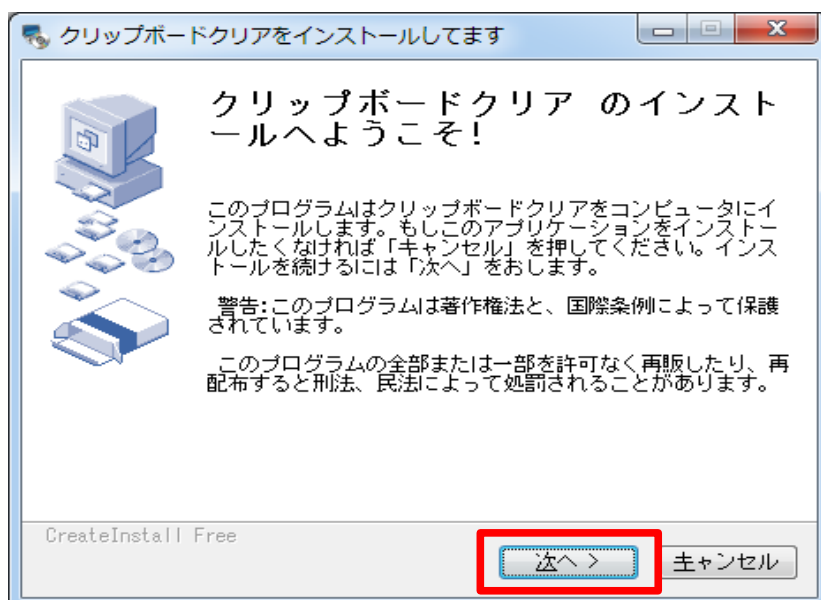 クリップボードクリアをインストールしてます
クリップボードクリア のインスト
ールへようこそ!
このプログラムはクリップボードクリアをコンピュータにイ
ンストールします。もしこのアプリケーションをインストー
ルしたくなければ「キャンセル」を押してください。インス
トールを続けるには「次へ」をおします。
警告:このプログラムは著作権法と、国際条例によって保護
されています。
このプログラムの全部または一部を許可なく再販したり、再
配布すると刑法、民法によって処罰されることがあります。
CreateInstall Free
次へ >
キャンセル